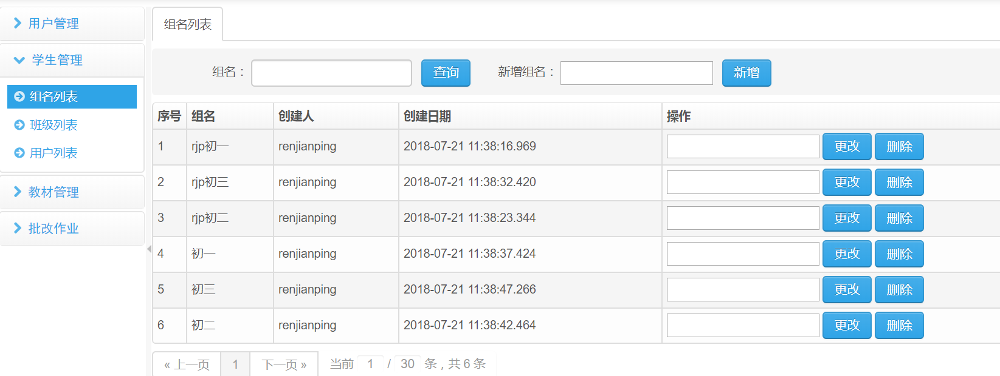 用户管理
学生管理
组名列表
班级列表
用户列表
教材管理
批改作业
组名列表
组名： 查询 新增组名： 新增
序号 组名 创建人 创建日期 操作
1 rjp初一 renjianping 2018-07-21 11:38:16.969 更改 删除
2 rjp初三 renjianping 2018-07-21 11:38:32.420 更改 删除
3 rjp初二 renjianping 2018-07-21 11:38:23.344 更改 删除
4 初一 renjianping 2018-07-21 11:38:37.424 更改 删除
5 初三 renjianping 2018-07-21 11:38:47.266 更改 删除
6 初二 renjianping 2018-07-21 11:38:42.464 更改 删除
« 上一页 1 下一页 » 当前 1 / 30 条，共 6 条